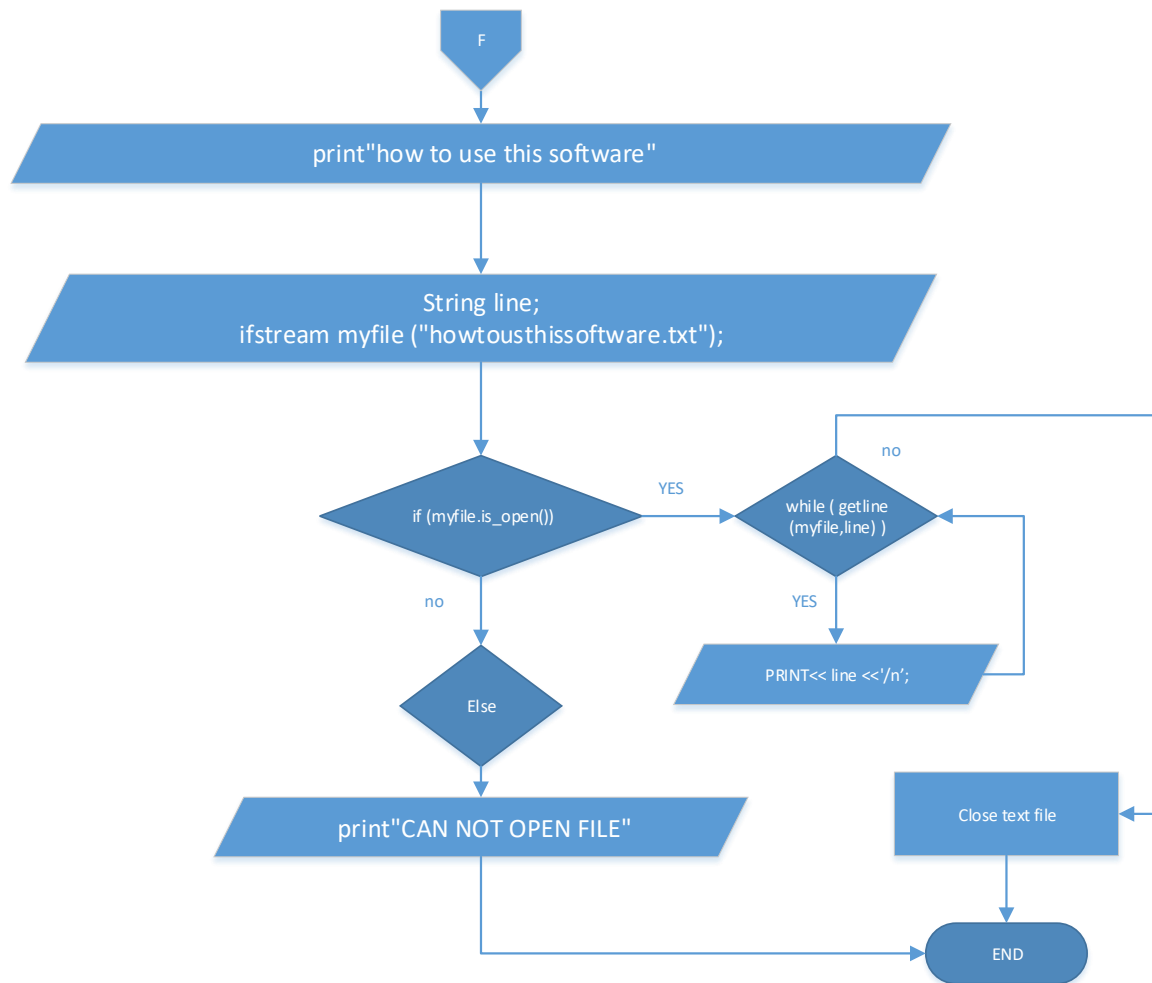 F
print"how to use this software"
String line;
ifstream myfile ("howtousthissoftware.txt");
no
YES
if (myfile.is_open())
while ( getline
(myfile,line) )
no
YES
PRINT<< line <<'/n’;
Else
Close text file
print"CAN NOT OPEN FILE"
END